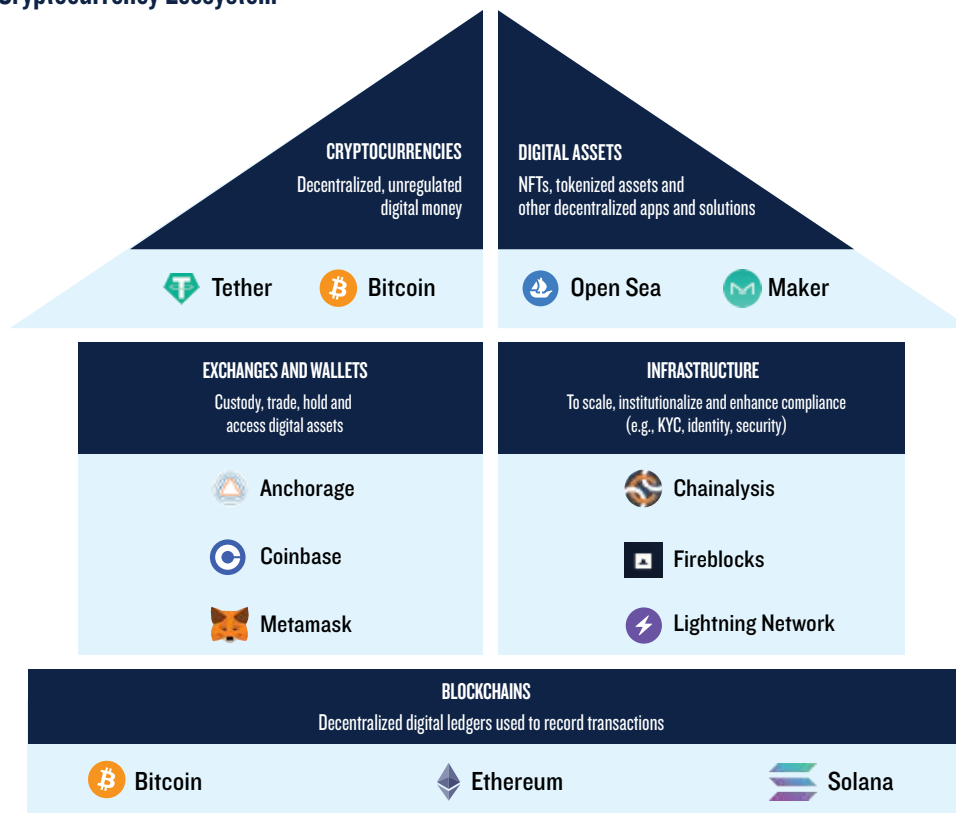 Cryptocurrency Ecosystem
CRYPTOCURRENCIES
Decentralized, unregulated
digital money
DIGITAL ASSETS
NFTs, tokenized assets and
other decentralized apps and solutions
Tether
Bitcoin
Open Sea
Maker
EXCHANGES AND WALLETS
Custody, trade, hold and
access digital assets
INFRASTRUCTURE
To scale, institutionalize and enhance compliance
(e.g., KYC, identity, security)
Anchorage
Coinbase
Metamask
Chainalysis
Fireblocks
Lightning Network
BLOCKCHAINS
Decentralized digital ledgers used to record transactions
Bitcoin
Ethereum
Solana